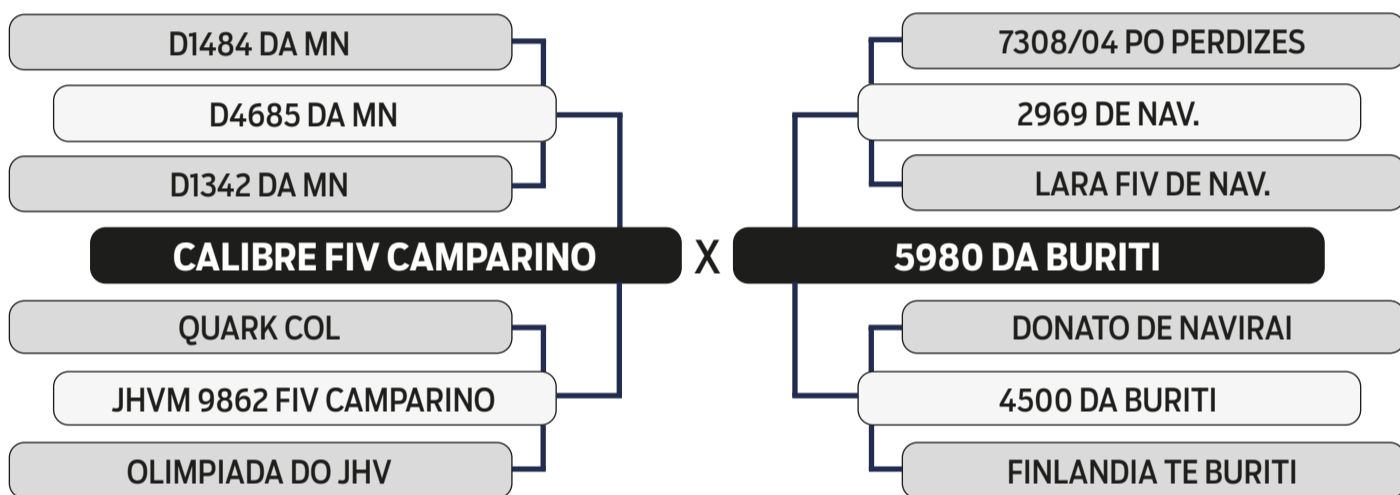 D1484 DA MN
D4685 DA MN
D1342 DA MN
CALIBRE FIV CAMPARINO
QUARK COL
JHVM 9862 FIV CAMPARINO
OLIMPIADA DO JHV
X
7308/04 PO PERDIZES
2969 DE NAV.
LARA FIV DE NAV.
5980 DA BURITI
DONATO DE NAVIRAI
4500 DA BURITI
FINLANDIA TE BURITI